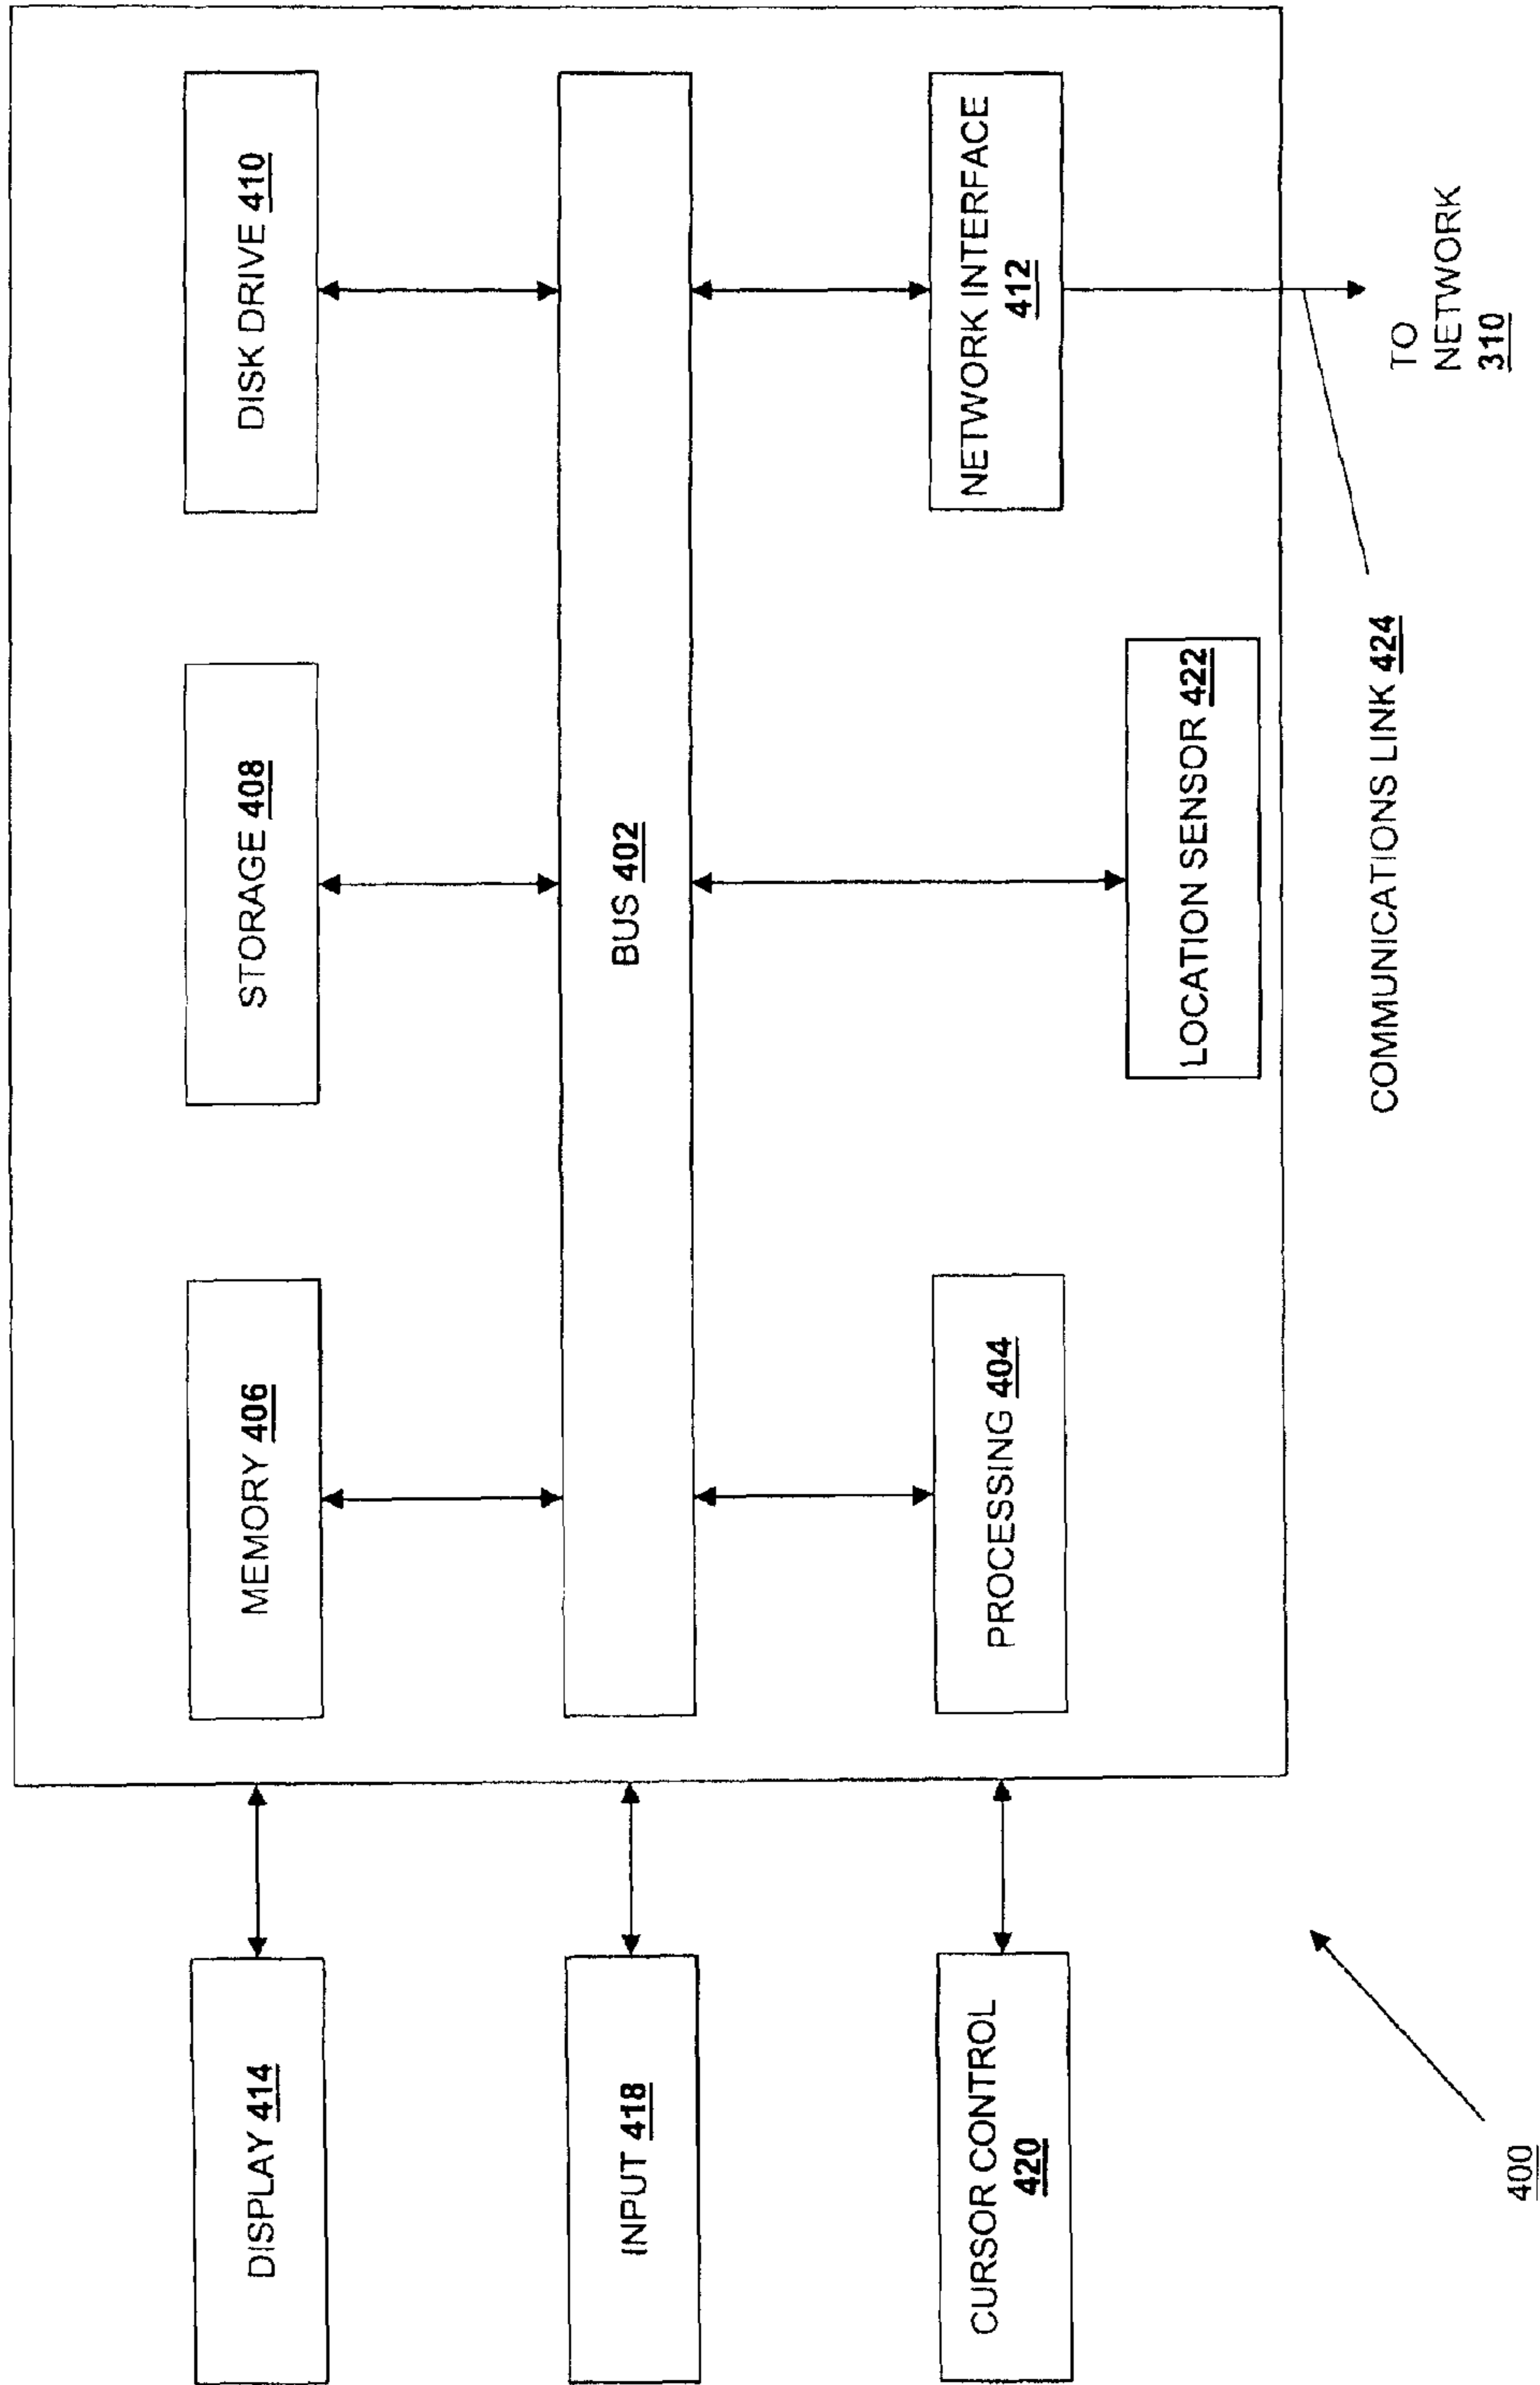 DISPLAY 414
INPUT 418
CURSOR CONTROL
420
MEMORY 406
STORAGE 408
DISK DRIVE 410
BUS 402
PROCESSING 404
LOCATION SENSOR 422
NETWORK INTERFACE
412
COMMUNICATIONS LINK 424
TO
NETWORK
310
400